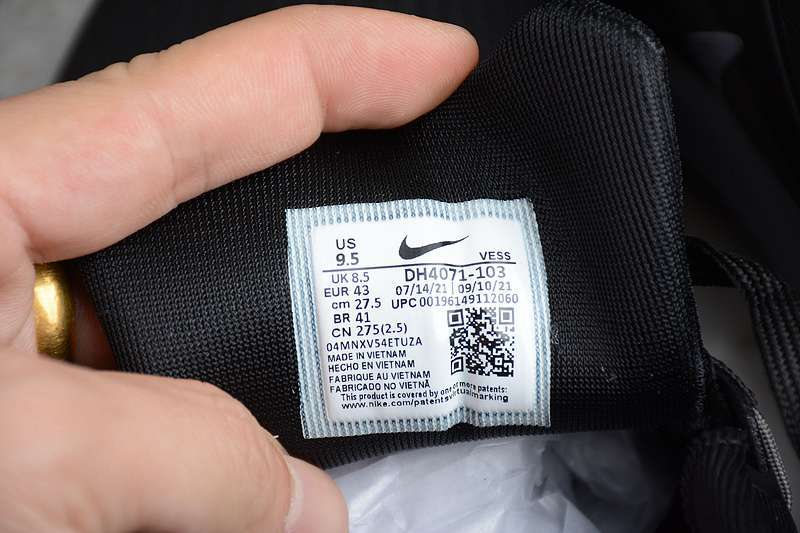 US
9.5
VESS
UK 8.5
DH4071-103
EUR 43
07/14/21 09/10/21
cm 27.5
UPC 00196149112060
BR 41
CN 275(2.5)
04MNXV54ETUZA
MADE IN VIETNAM
HECHO EN VIETNAM
FABRIQUE AU VIETNAM
FABRICADO NO VIETNÃ
This product is covered by one or more patents:
www.nike.com/patentsvirtualmarking